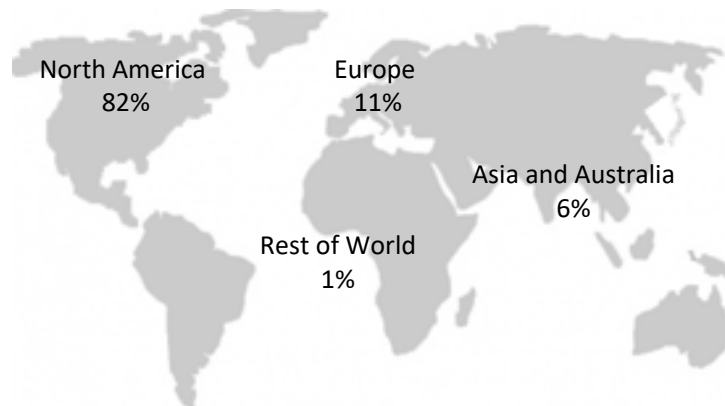 North America
82%
Europe
11%
Asia and Australia
6%
Rest of World
1%